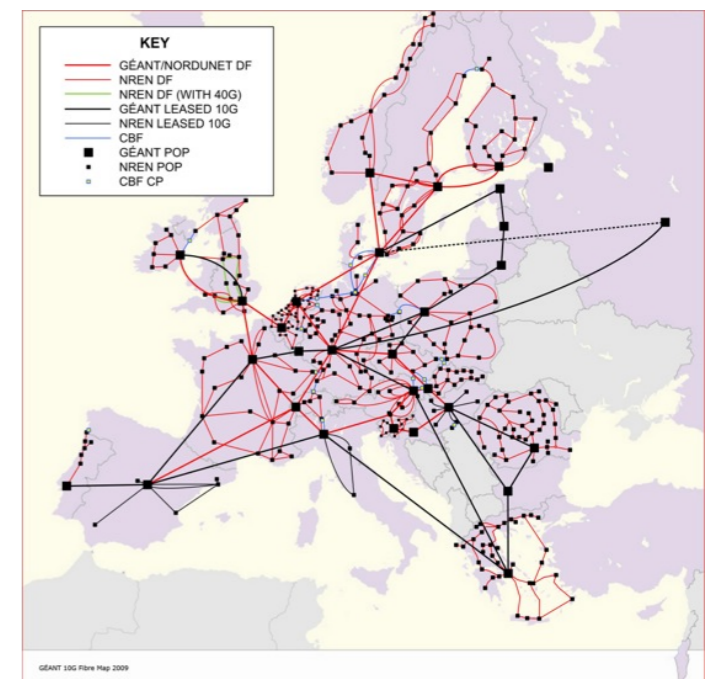 KEY
GÉANT/NORDUNET DF
NREN DF
NREN DF (WITH 40G)
GÉANT LEASED 10G
NREN LEASED 10G
CBF
GÉANT POP
NREN POP
CBF CP
GÉANT 10G Fibre Map 2009